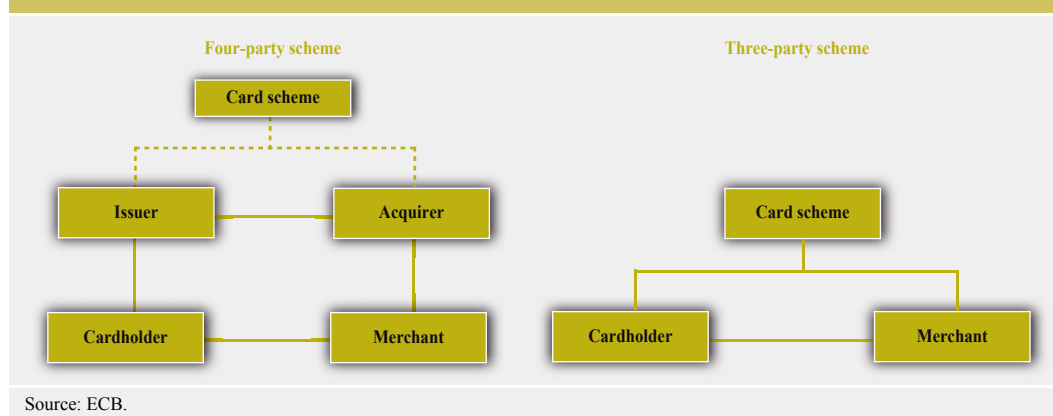 Four-party scheme
Three-party scheme
Card scheme
Issuer
Acquirer
Card scheme
Cardholder
Merchant
Cardholder
Merchant
Source: ECB.